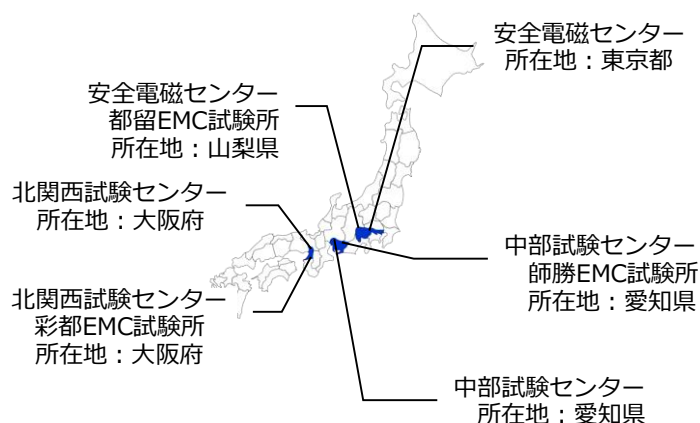 安全電磁センター
所在地：東京都
安全電磁センター
都留EMC試験所
所在地：山梨県
北関西試験センター
所在地：大阪府
中部試験センター
師勝EMC試験所
所在地：愛知県
北関西試験センター
彩都EMC試験所
所在地：大阪府
中部試験センター
所在地：愛知県